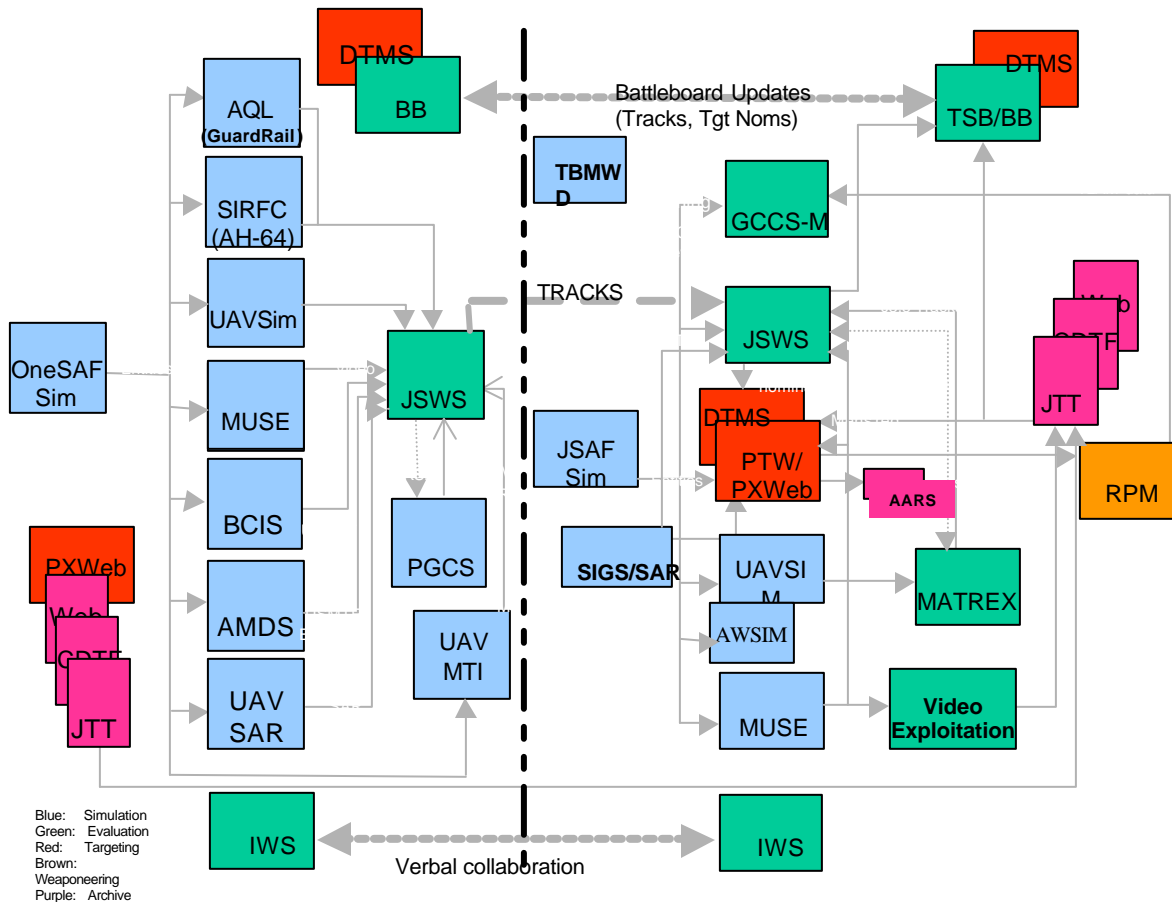 DTMS
BB
AQL
(GuardRail)
SIRFC
(AH-64)
UAVSim
OneSAF
Sim
MUSE
JSWS
BCIS
PGCS
PXWeb
Web
AMDS
UAV
MTI
JTT
UAV
SAR
IWS
Battleboard Updates
(Tracks, Tgt Noms)
DTMS
TSB/BB
TBMW
D
GCCS-M
TRACKS
JSWS
Web
JTT
DTMS
PTW/
PXWeb
JSAF
Sim
AARS
RPM
SIGS/SAR
UAVSI
M
MATREX
AWSIM
MUSE
Video
Exploitation
IWS
Verbal collaboration
Blue: Simulation
Green: Evaluation
Red: Targeting
Brown:
Weaponeering
Purple: Archive